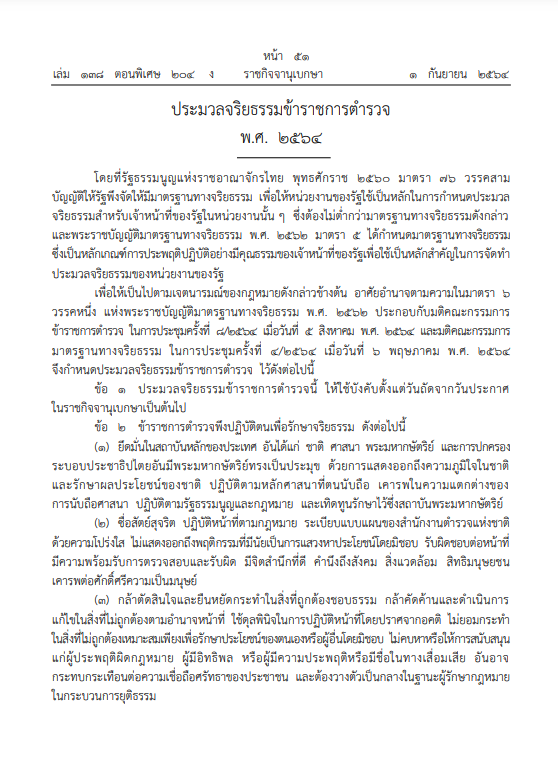 หน้า ๕๑
เล่ม ๑๓๘ ตอนพิเศษ ๒๐๔ ง ราชกิจจานุเบกษา ๑ กันยายน ๒๕๖๔
ประมวลจริยธรรมข้าราชการตำรวจ
พ.ศ. ๒๕๖๔
โดยที่รัฐธรรมนูญแห่งราชอาณาจักรไทย พุทธศักราช ๒๕๖๐ มาตรา ๗๖ วรรคสาม
บัญญัติให้รัฐพึงจัดให้มีมาตรฐานทางจริยธรรม เพื่อให้หน่วยงานของรัฐใช้เป็นหลักในการกำหนดประมวล
จริยธรรมสำหรับเจ้าหน้าที่ของรัฐในหน่วยงานนั้น ๆ ซึ่งต้องไม่ต่ำกว่ามาตรฐานทางจริยธรรมดังกล่าว
และพระราชบัญญัติมาตรฐานทางจริยธรรม พ.ศ. ๒๕๖๒ มาตรา ๕ ได้กำหนดมาตรฐานทางจริยธรรม
ซึ่งเป็นหลักเกณฑ์การประพฤติปฏิบัติอย่างมีคุณธรรมของเจ้าหน้าที่ของรัฐเพื่อใช้เป็นหลักสำคัญในการจัดทำ
ประมวลจริยธรรมของหน่วยงานของรัฐ
เพื่อให้เป็นไปตามเจตนารมณ์ของกฎหมายดังกล่าวข้างต้น อาศัยอำนาจตามความในมาตรา ๖
วรรคหนึ่ง แห่งพระราชบัญญัติมาตรฐานทางจริยธรรม พ.ศ. ๒๕๖๒ ประกอบกับมติคณะกรรมการ
ข้าราชการตำรวจ ในการประชุมครั้งที่ ๘/๒๕๖๔ เมื่อวันที่ ๕ สิงหาคม พ.ศ. ๒๕๖๔ และมติคณะกรรมการ
มาตรฐานทางจริยธรรม ในการประชุมครั้งที่ ๔/๒๕๖๔ เมื่อวันที่ ๖ พฤษภาคม พ.ศ. ๒๕๖๔
จึงกำหนดประมวลจริยธรรมข้าราชการตำรวจ ไว้ดังต่อไปนี้
ข้อ ๑ ประมวลจริยธรรมข้าราชการตำรวจนี้ ให้ใช้บังคับตั้งแต่วันถัดจากวันประกาศ
ในราชกิจจานุเบกษาเป็นต้นไป
ข้อ ๒ ข้าราชการตำรวจพึงปฏิบัติตนเพื่อรักษาจริยธรรม ดังต่อไปนี้
(๑) ยึดมั่นในสถาบันหลักของประเทศ อันได้แก่ ชาติ ศาสนา พระมหากษัตริย์ และการปกครอง
ระบอบประชาธิปไตยอันมีพระมหากษัตริย์ทรงเป็นประมุข ด้วยการแสดงออกถึงความภูมิใจในชาติ
และรักษาผลประโยชน์ของชาติ ปฏิบัติตามหลักศาสนาที่ตนนับถือ เคารพในความแตกต่างของ
การนับถือศาสนา ปฏิบัติตามรัฐธรรมนูญและกฎหมาย และเทิดทูนรักษาไว้ซึ่งสถาบันพระมหากษัตริย์
(๒) ซื่อสัตย์สุจริต ปฏิบัติหน้าที่ตามกฎหมาย ระเบียบแบบแผนของสำนักงานตำรวจแห่งชาติ
ด้วยความโปร่งใส ไม่แสดงออกถึงพฤติกรรมที่มีนัยเป็นการแสวงหาประโยชน์โดยมิชอบ รับผิดชอบต่อหน้าที่
มีความพร้อมรับการตรวจสอบและรับผิด มีจิตสำนึกที่ดี คำนึงถึงสังคม สิ่งแวดล้อม สิทธิมนุษยชน
เคารพต่อศักดิ์ศรีความเป็นมนุษย์
(๓) กล้าตัดสินใจและยืนหยัดกระทำในสิ่งที่ถูกต้องชอบธรรม กล้าคัดค้านและดำเนินการ
แก้ไขในสิ่งที่ไม่ถูกต้องตามอำนาจหน้าที่ ใช้ดุลพินิจในการปฏิบัติหน้าที่โดยปราศจากอคติ ไม่ยอมกระทำ
ในสิ่งที่ไม่ถูกต้องเหมาะสมเพียงเพื่อรักษาประโยชน์ของตนเองหรือผู้อื่นโดยมิชอบ ไม่คบหาหรือให้การสนับสนุน
แก่ผู้ประพฤติผิดกฎหมาย ผู้มีอิทธิพล หรือผู้มีความประพฤติหรือมีชื่อในทางเสื่อมเสีย อันอาจ
กระทบกระเทือนต่อความเชื่อถือศรัทธาของประชาชน และต้องวางตัวเป็นกลางในฐานะผู้รักษากฎหมาย
ในกระบวนการยุติธรรม